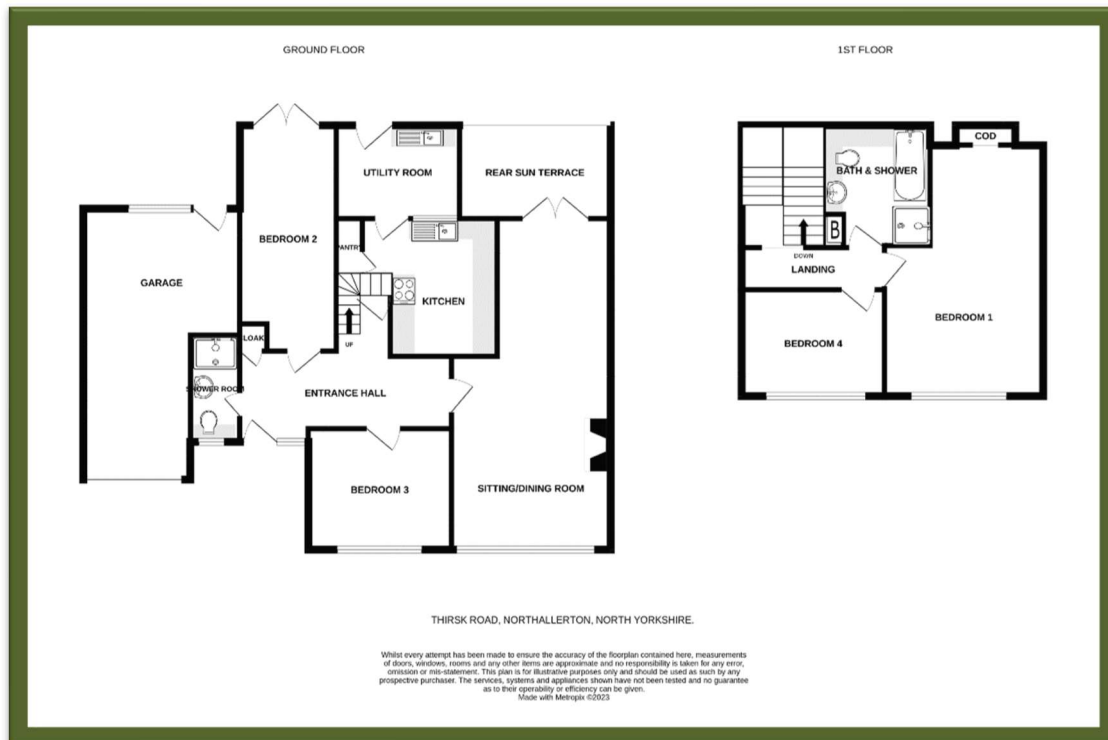 GROUND FLOOR
1ST FLOOR
UTILITY ROOM
REAR SUN TERRACE
BEDROOM 2
PANTRY
GARAGE
KITCHEN
UP
CLOAKS
SHOWER ROOM
ENTRANCE HALL
BEDROOM 3
SITTING/DINING ROOM
COD
BATH & SHOWER
B
DOWN
LANDING
BEDROOM 1
BEDROOM 4
THIRSK ROAD, NORTHALLERTON, NORTH YORKSHIRE.
Whilst every attempt has been made to ensure the accuracy of the floorplan contained here, measurements
of doors, windows, rooms and any other items are approximate and no responsibility is taken for any error,
omission or mis-statement. This plan is for illustrative purposes only and should be used as such by any
prospective purchaser. The services, systems and appliances shown have not been tested and no guarantee
as to their operability or efficiency can be given.
Made with Metropix ©2023